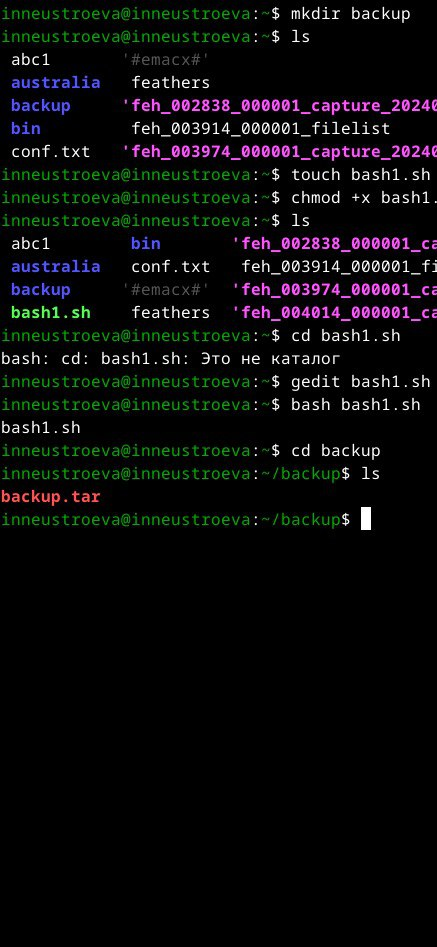 inneustroeva@inneustroeva:~$ mkdir backup
inneustroeva@inneustroeva:~$ ls
abc1 '#emacx#'
australia feathers
backup 'feh_002838_000001_capture_20240
bin feh_003914_000001_filelist
conf.txt 'feh_003974_000001_capture_20240
inneustroeva@inneustroeva:~$ touch bash1.sh
inneustroeva@inneustroeva:~$ chmod +x bash1.
inneustroeva@inneustroeva:~$ ls
abc1 bin 'feh_002838_000001_ca
australia conf.txt feh_003914_000001_fi
backup '#emacx#' 'feh_003974_000001_ca
bash1.sh feathers 'feh_004014_000001_ca
inneustroeva@inneustroeva:~$ cd bash1.sh
bash: cd: bash1.sh: Это не каталог
inneustroeva@inneustroeva:~$ gedit bash1.sh
inneustroeva@inneustroeva:~$ bash bash1.sh
bash1.sh
inneustroeva@inneustroeva:~$ cd backup
inneustroeva@inneustroeva:~/backup$ ls
backup.tar
inneustroeva@inneustroeva:~/backup$